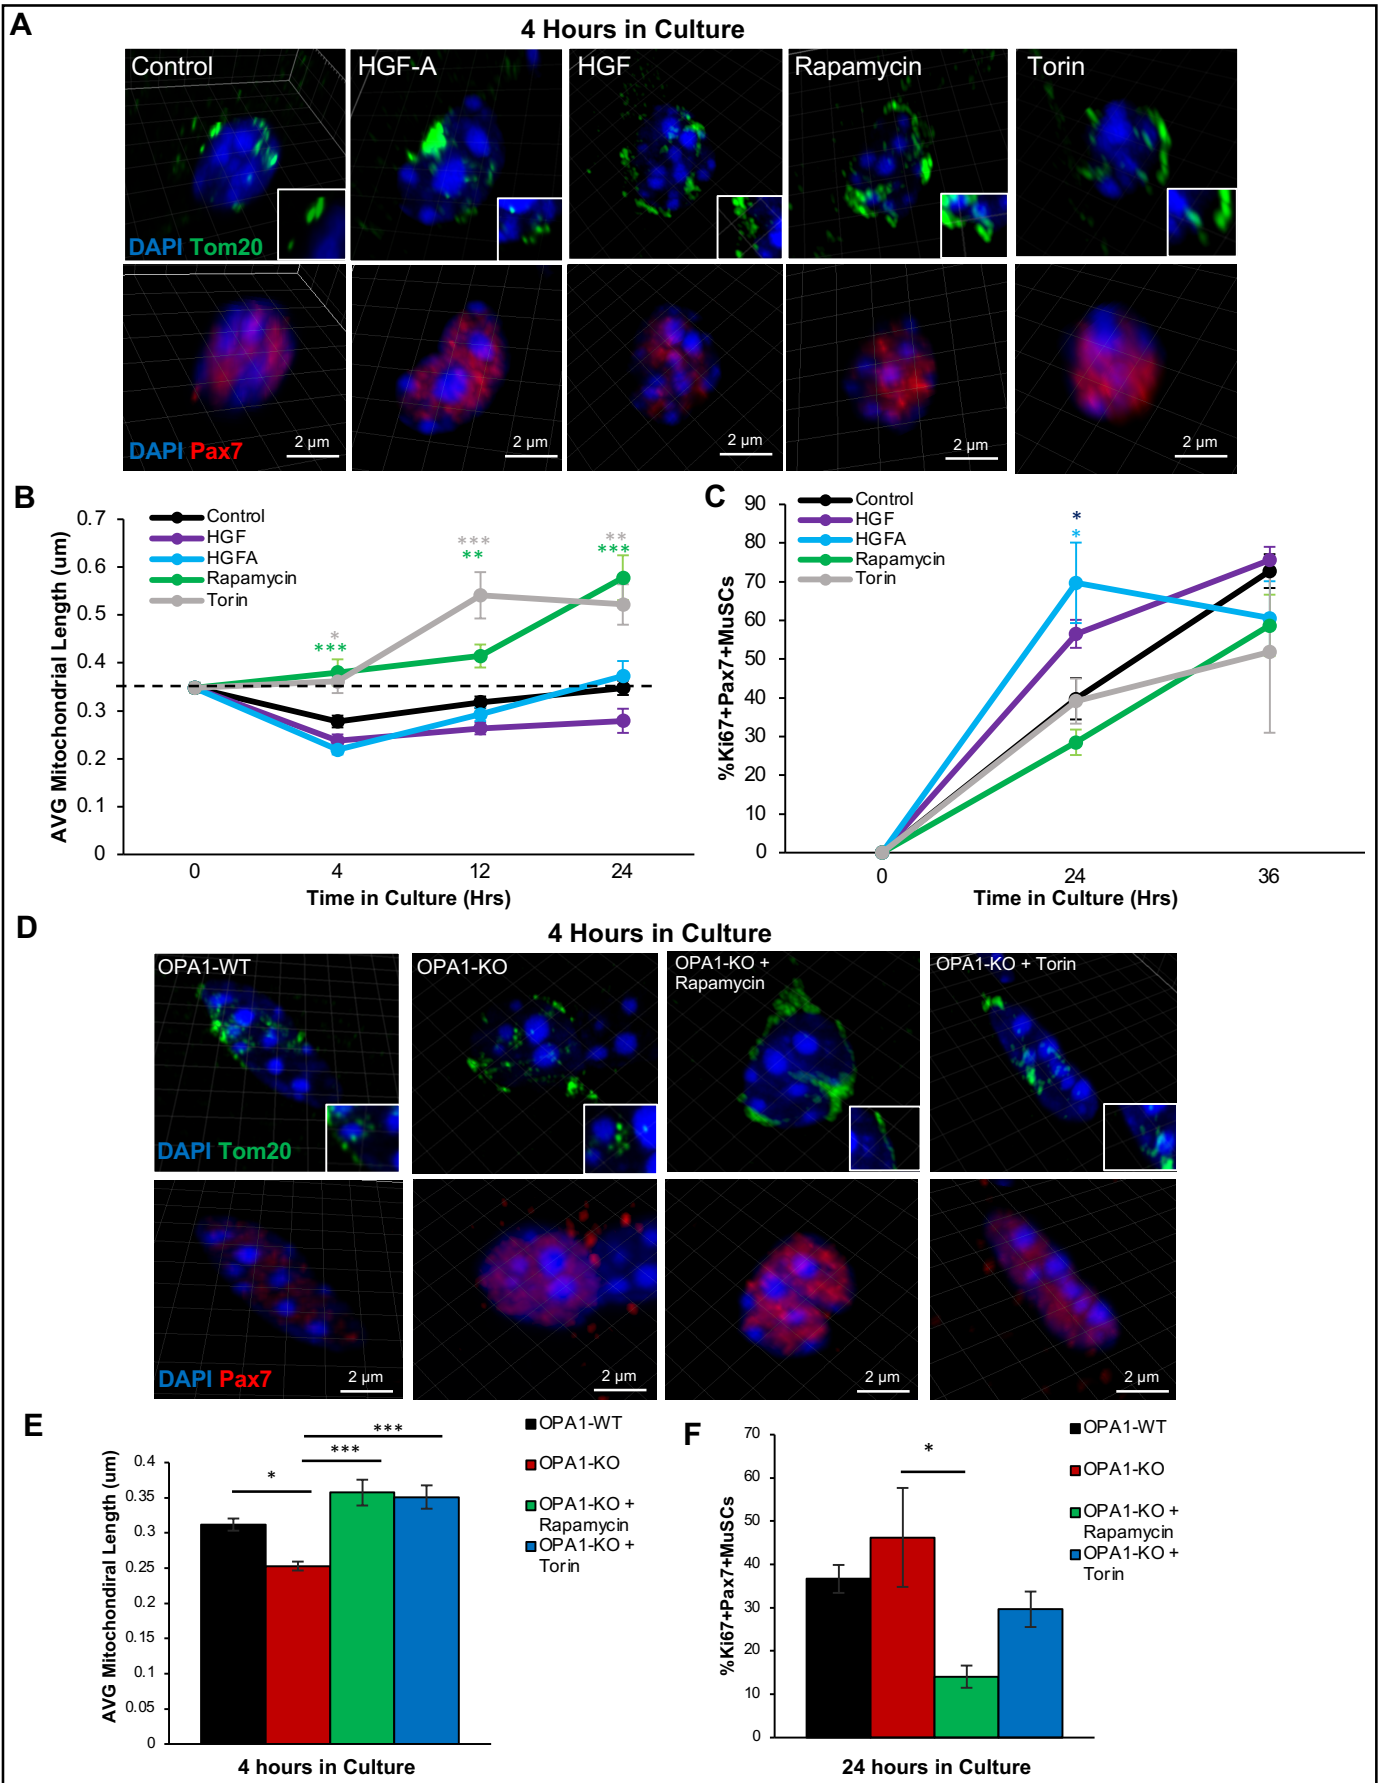 A
4 Hours in Culture
Control
HGF-A
HGF
Rapamycin
Torin
DAPI Tom20
DAPI Pax7
2 µm
2 µm
2 µm
2 µm
2 µm
B
AVG Mitochondrial Length (um)
0.7
0.6
0.5
0.4
0.3
0.2
0.1
0
Control
HGF
HGFA
Rapamycin
Torin
*
***
***
**
**
***
0
4
12
24
Time in Culture (Hrs)
C
%Ki67+Pax7+MuSCs
90
80
70
60
50
40
30
20
10
0
Control
HGF
HGFA
Rapamycin
Torin
*
*
0
24
36
Time in Culture (Hrs)
D
4 Hours in Culture
OPA1-WT
OPA1-KO
OPA1-KO +
Rapamycin
OPA1-KO + Torin
DAPI Tom20
DAPI Pax7
2 µm
2 µm
2 µm
2 µm
E
AVG Mitochondiral Length (um)
0.4
0.35
0.3
0.25
0.2
0.15
0.1
0.05
0
*
***
***
OPA1-WT
OPA1-KO
OPA1-KO +
Rapamycin
OPA1-KO +
Torin
4 hours in Culture
F
%Ki67+Pax7+MuSCs
70
60
50
40
30
20
10
0
*
OPA1-WT
OPA1-KO
OPA1-KO +
Rapamycin
OPA1-KO +
Torin
24 hours in Culture